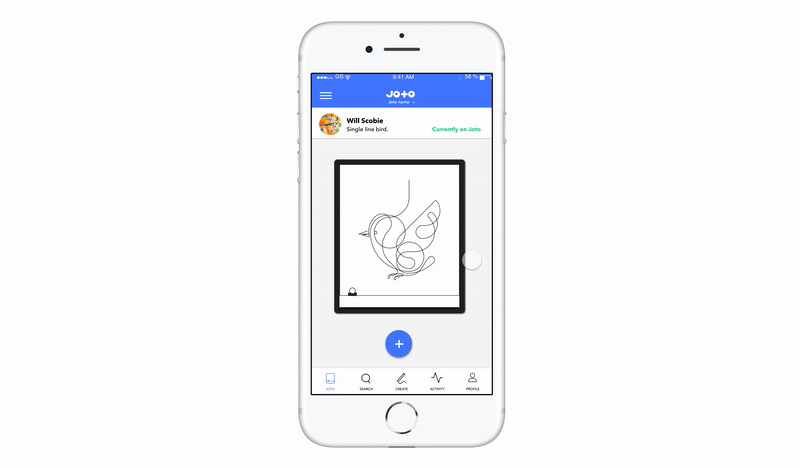 GS 9:41 AM 58 %
JOTO
Joto name
Will Scobie
Single line bird.
Currently on Joto
+
JOTO SEARCH CREATE ACTIVITY PROFILE